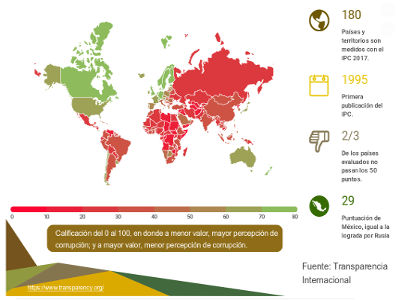 180
Países y
territorios son
medidos con el
IPC 2017.
1995
Primera
publicación del
IPC.
2/3
De los países
evaluados no
pasan los 50
puntos.
29
Puntuación de
México, igual a la
lograda por Rusia
0 10 20 30 40 50 60 70 80
Calificación del 0 al 100, en donde a menor valor, mayor percepción de
corrupción; y a mayor valor, menor percepción de corrupción.
https://www.transparency.org/
Fuente: Transparencia
Internacional